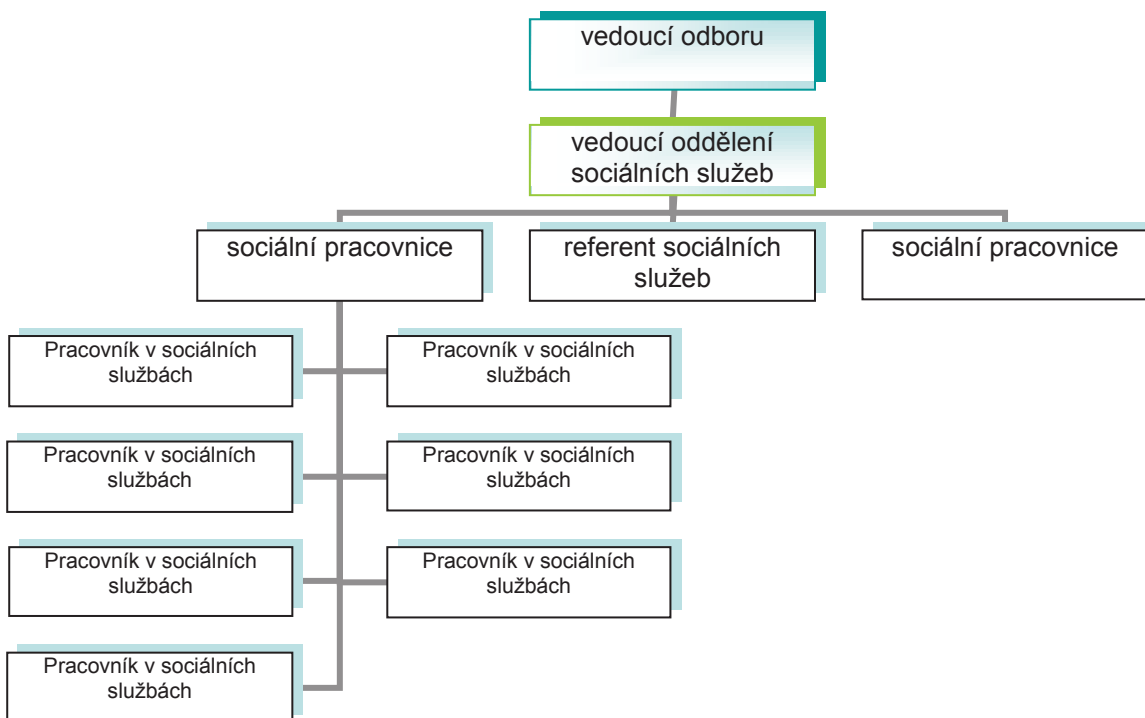 vedoucí odboru
vedoucí oddělení
sociálních služeb
sociální pracovnice
referent sociálních
služeb
sociální pracovnice
Pracovník v sociálních
službách
Pracovník v sociálních
službách
Pracovník v sociálních
službách
Pracovník v sociálních
službách
Pracovník v sociálních
službách
Pracovník v sociálních
službách
Pracovník v sociálních
službách